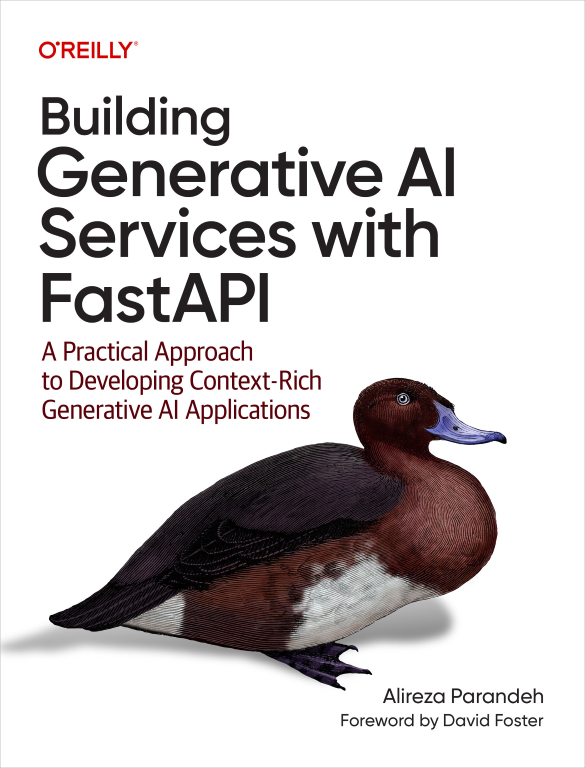 O'REILLY®
Building
Generative AI
Services with
FastAPI
A Practical Approach
to Developing Context-Rich
Generative AI Applications
Alireza Parandeh
Foreword by David Foster